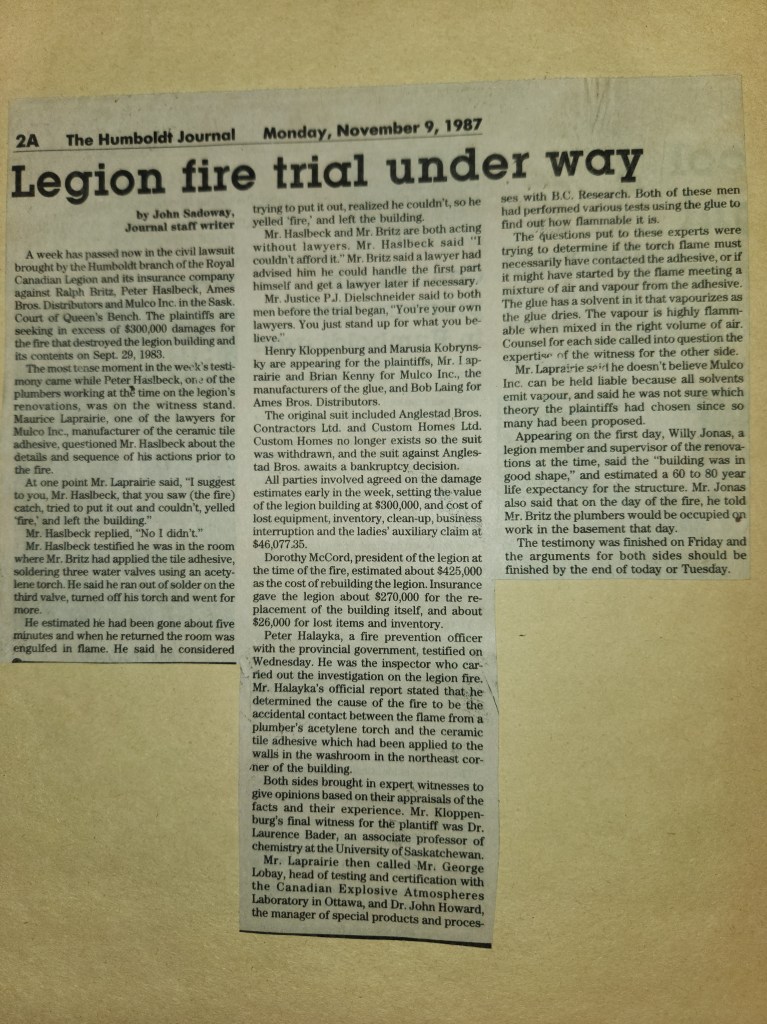 2A The Humboldt Journal Monday, November 9, 1987
Legion fire trial under way
by John Sadoway,
Journal staff writer
A week has passed now in the civil lawsuit
brought by the Humboldt branch of the Royal
Canadian Legion and its insurance company
against Ralph Britz, Peter Haslbeck, Ames
Bros. Distributors and Mulco Inc. in the Sask.
Court of Queen's Bench. The plaintiffs are
seeking in excess of $300,000 damages for
the fire that destroyed the legion building and
its contents on Sept. 29, 1983.
The most tense moment in the week's testi-
mony came while Peter Haslbeck, one of the
plumbers working at the time on the legion's
renovations, was on the witness stand.
Maurice Laprairie, one of the lawyers for
Mulco Inc., manufacturer of the ceramic tile
adhesive, questioned Mr. Haslbeck about the
details and sequence of his actions prior to
the fire.
At one point Mr. Laprairie said, "I suggest
to you, Mr. Haslbeck, that you saw (the fire)
catch, tried to put it out and couldn't, yelled
'fire,' and left the building."
Mr. Haslbeck replied, "No I didn't."
Mr. Haslbeck testified he was in the room
where Mr. Britz had applied the tile adhesive,
soldering three water valves using an acety-
lene torch. He said he ran out of solder on the
third valve, turned off his torch and went for
more.
He estimated he had been gone about five
minutes and when he returned the room was
engulfed in flame. He said he considered
trying to put it out, realized he couldn't, so he
yelled 'fire,' and left the building.
Mr. Haslbeck and Mr. Britz are both acting
without lawyers. Mr. Haslbeck said "I
couldn't afford it." Mr. Britz said a lawyer had
advised him he could handle the first part
himself and get a lawyer later if necessary.
Mr. Justice P.J. Dielschneider said to both
men before the trial began, "You're your own
lawyers. You just stand up for what you be-
lieve."
Henry Kloppenburg and Marusia Kobryns-
ky are appearing for the plaintiffs, Mr. Lap-
rairie and Brian Kenny for Mulco Inc., the
manufacturers of the glue, and Bob Laing for
Ames Bros. Distributors.
The original suit included Anglestad Bros.
Contractors Ltd. and Custom Homes Ltd.
Custom Homes no longer exists so the suit
was withdrawn, and the suit against Angles-
tad Bros. awaits a bankruptcy decision.
All parties involved agreed on the damage
estimates early in the week, setting the value
of the legion building at $300,000, and cost of
lost equipment, inventory, clean-up, business
interruption and the ladies' auxiliary claim at
$46,077.35.
Dorothy McCord, president of the legion at
the time of the fire, estimated about $425,000
as the cost of rebuilding the legion. Insurance
gave the legion about $270,000 for the re-
placement of the building itself, and about
$26,000 for lost items and inventory.
Peter Halayka, a fire prevention officer
with the provincial government, testified on
Wednesday. He was the inspector who car-
ried out the investigation on the legion fire.
Mr. Halayka's official report stated that he
determined the cause of the fire to be the
accidental contact between the flame from a
plumber's acetylene torch and the ceramic
tile adhesive which had been applied to the
walls in the washroom in the northeast cor-
ner of the building.
Both sides brought in expert witnesses to
give opinions based on their appraisals of the
facts and their experience. Mr. Kloppen-
burg's final witness for the plantiff was Dr.
Laurence Bader, an associate professor of
chemistry at the University of Saskatchewan.
Mr. Laprairie then called Mr. George
Lobay, head of testing and certification with
the Canadian Explosive Atmospheres
Laboratory in Ottawa, and Dr. John Howard,
the manager of special products and proces-
ses with B.C. Research. Both of these men
had performed various tests using the glue to
find out how flammable it is.
The questions put to these experts were
trying to determine if the torch flame must
necessarily have contacted the adhesive, or if
it might have started by the flame meeting a
mixture of air and vapour from the adhesive.
The glue has a solvent in it that vapourizes as
the glue dries. The vapour is highly flamm-
able when mixed in the right volume of air.
Counsel for each side called into question the
expertise of the witness for the other side.
Mr. Laprairie said he doesn't believe Mulco
Inc. can be held liable because all solvents
emit vapour, and said he was not sure which
theory the plaintiffs had chosen since so
many had been proposed.
Appearing on the first day, Willy Jonas, a
legion member and supervisor of the renova-
tions at the time, said the "building was in
good shape," and estimated a 60 to 80 year
life expectancy for the structure. Mr. Jonas
also said that on the day of the fire, he told
Mr. Britz the plumbers would be occupied on
work in the basement that day.
The testimony was finished on Friday and
the arguments for both sides should be
finished by the end of today or Tuesday.